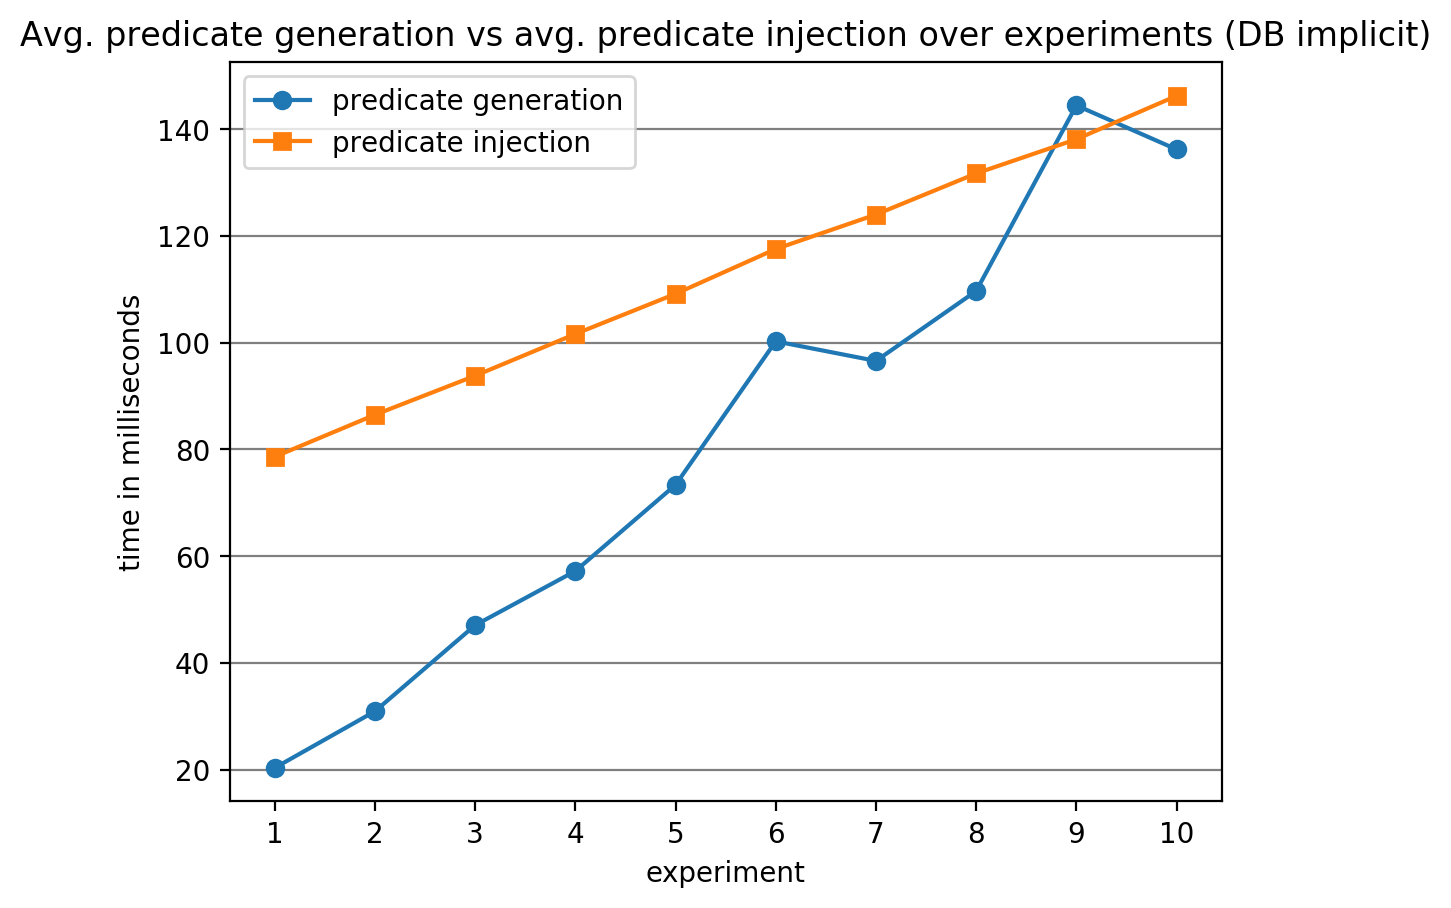 Avg. predicate generation vs avg. predicate injection over experiments (DB implicit)
predicate generation
predicate injection
140
120
100
80
60
40
20
time in milliseconds
1 2 3 4 5 6 7 8 9 10
experiment